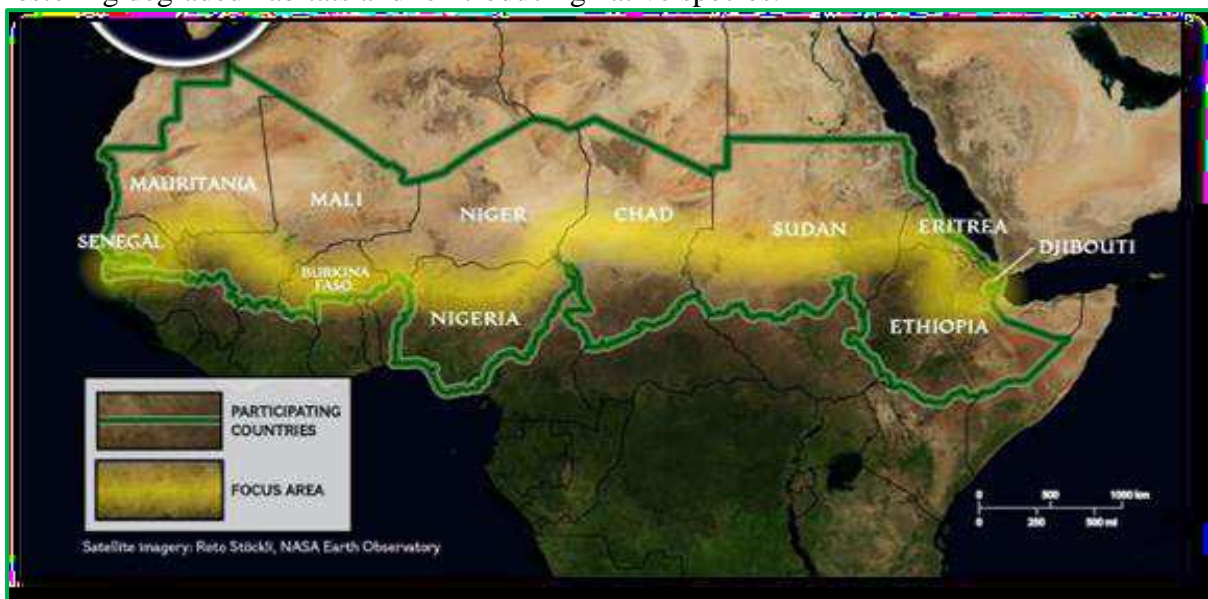 MAURITANIA
MALI
NIGER
CHAD
SUDAN
ERITREA
SENEGAL
DJIBOUTI
BURKINA
FASO
NIGERIA
ETHIOPIA
PARTICIPATING
COUNTRIES
FOCUS AREA
0 500 1000 km
0 250 500 mi
Satellite imagery: Reto Stöckli, NASA Earth Observatory